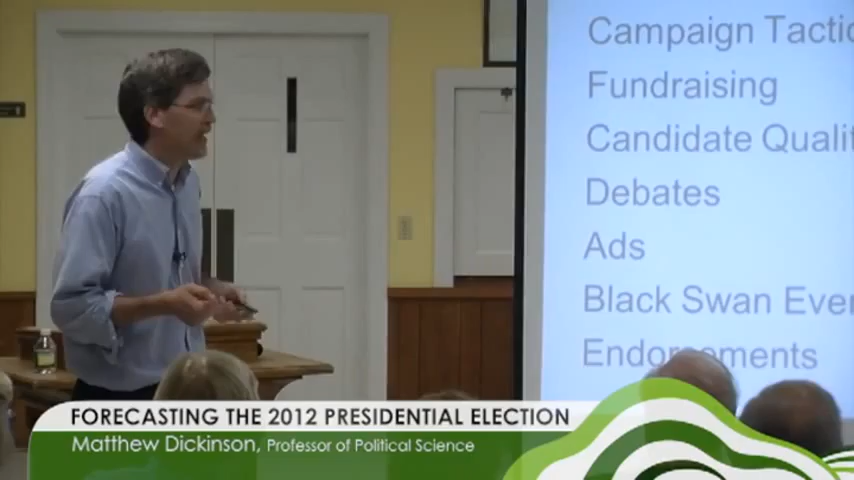 Campaign Tactic
Fundraising
Candidate Qualit
Debates
Ads
Black Swan Even
Endorsements
FORECASTING THE 2012 PRESIDENTIAL ELECTION
Matthew Dickinson, Professor of Political Science